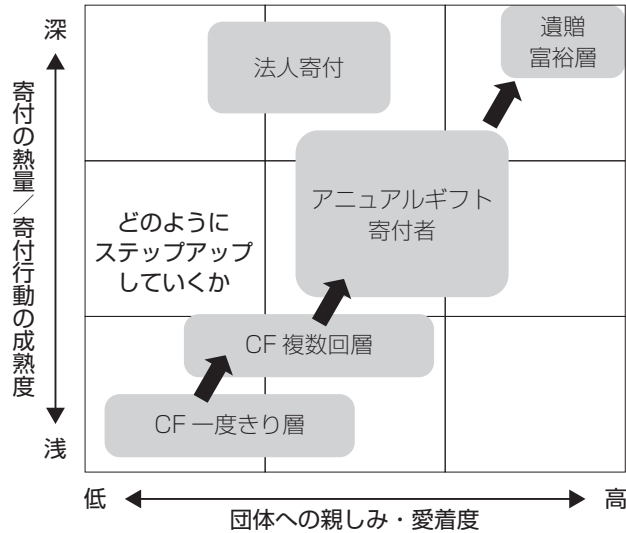 深
寄付の熱量／寄付行動の成熟度
浅
遺贈
富裕層
法人寄付
アニュアルギフト
寄付者
どのように
ステップアップ
していくか
CF 複数回層
CF 一度きり層
低
高
団体への親しみ・愛着度